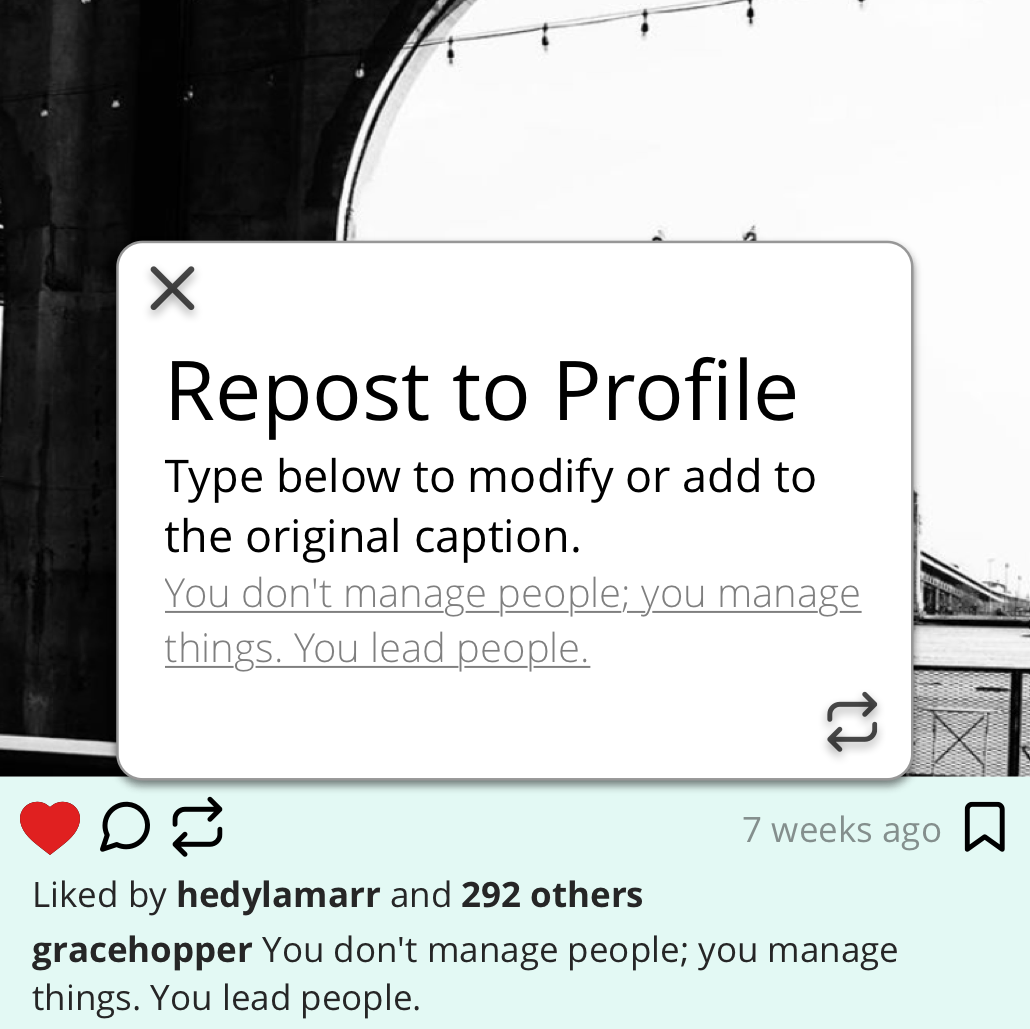 Repost to Profile
Type below to modify or add to
the original caption.
You don't manage people; you manage
things. You lead people.
7 weeks ago
Liked by hedylamarr and 292 others
gracehopper You don't manage people; you manage
things. You lead people.